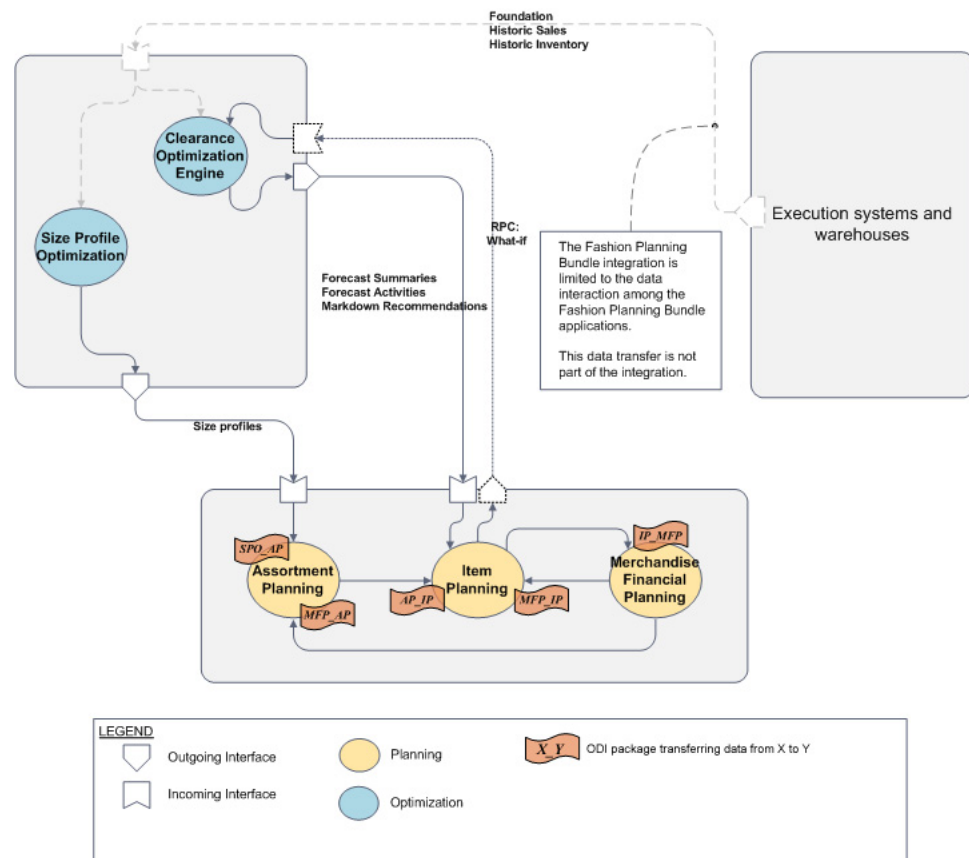 Foundation
Historic Sales
Historic Inventory
Clearance
Optimization
Engine
Size Profile
Optimization
RPC:
What-if
Forecast Summaries
Forecast Activities
Markdown Recommendations
The Fashion Planning
Bundle integration is
limited to the data
interaction among the
Fashion Planning Bundle
applications.
This data transfer is not
part of the integration.
Execution systems and
warehouses
Size profiles
SPO_AP
Assortment
Planning
MFP_AP
Item
Planning
AP_IP
MFP_IP
IP_MFP
Merchandise
Financial
Planning
LEGEND
Outgoing Interface
Incoming Interface
Planning
Optimization
X_Y
ODI package transferring data from X to Y